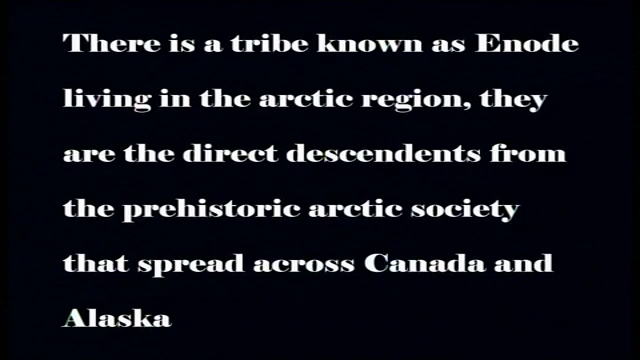 There is a tribe known as Enode
living in the arctic region, they
are the direct descendents from
the prehistoric arctic society
that spread across Canada and
Alaska